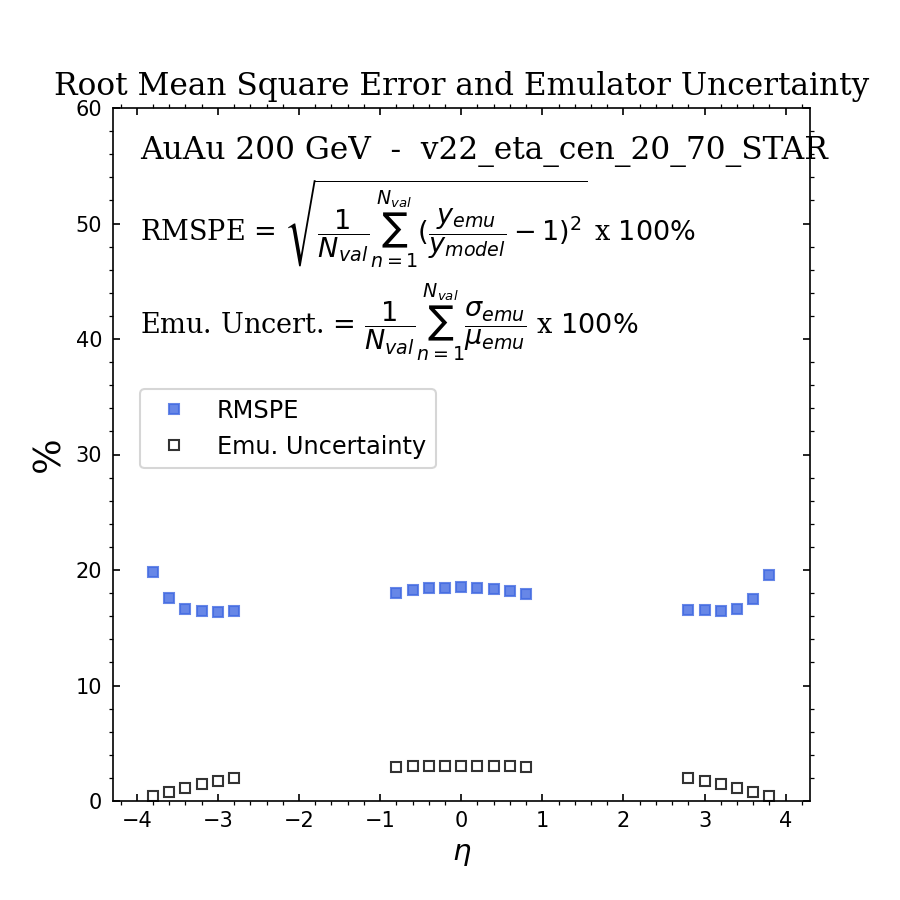 Root Mean Square Error and Emulator Uncertainty
60
AuAu 200 GeV - v22_eta_cen_20_70_STAR
50
RMSPE = √(1/N_val ∑_{n=1}^{N_val} (y_emu/y_model − 1)²) x 100%
Emu. Uncert. = 1/N_val ∑_{n=1}^{N_val} σ_emu/μ_emu x 100%
40
RMSPE
Emu. Uncertainty
%
30
20
10
0
−4 −3 −2 −1 0 1 2 3 4
η